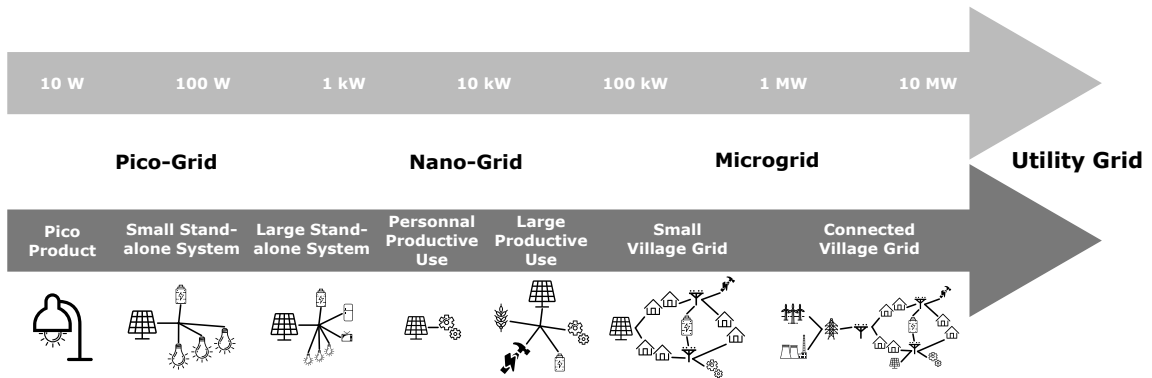 10 W 100 W 1 kW 10 kW 100 kW 1 MW 10 MW
Pico-Grid Nano-Grid Microgrid Utility Grid
Pico
Product
Small Stand-
alone System
Large Stand-
alone System
Personnal
Productive
Use
Large
Productive
Use
Small
Village Grid
Connected
Village Grid